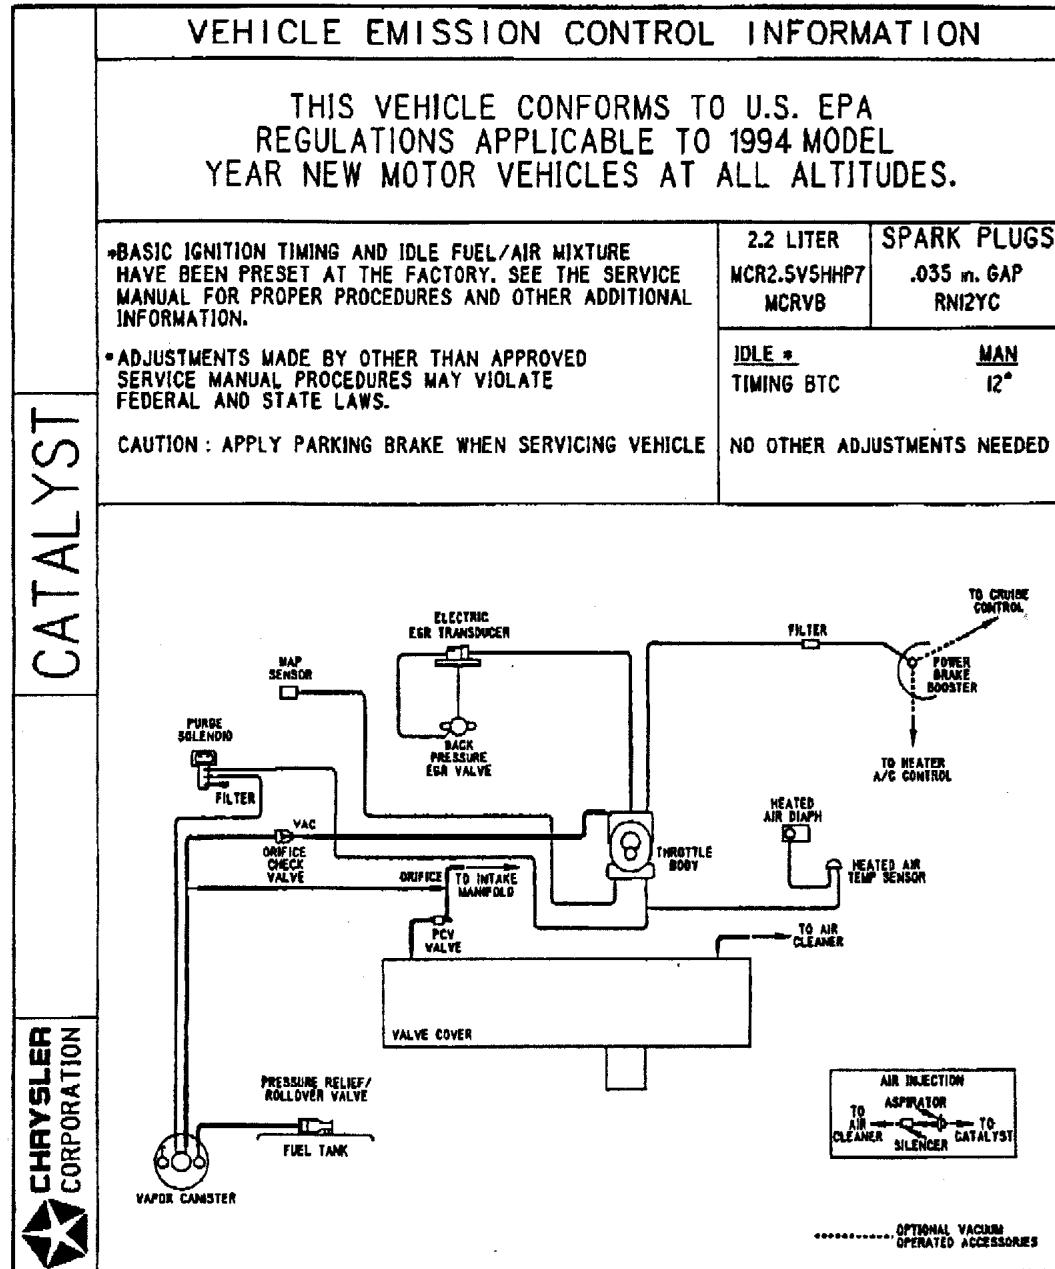 VEHICLE EMISSION CONTROL INFORMATION
THIS VEHICLE CONFORMS TO U.S. EPA
REGULATIONS APPLICABLE TO 1994 MODEL
YEAR NEW MOTOR VEHICLES AT ALL ALTITUDES.
*BASIC IGNITION TIMING AND IDLE FUEL/AIR MIXTURE
HAVE BEEN PRESET AT THE FACTORY. SEE THE SERVICE
MANUAL FOR PROPER PROCEDURES AND OTHER ADDITIONAL
INFORMATION.
*ADJUSTMENTS MADE BY OTHER THAN APPROVED
SERVICE MANUAL PROCEDURES MAY VIOLATE
FEDERAL AND STATE LAWS.
CAUTION : APPLY PARKING BRAKE WHEN SERVICING VEHICLE
2.2 LITER
MCR2.5V5HHP7
MCRVB
SPARK PLUGS
.035 in. GAP
RN12YC
IDLE *
MAN
TIMING BTC
12°
NO OTHER ADJUSTMENTS NEEDED
CATALYST
CHRYSLER
CORPORATION
TO CRUISE
CONTROL
ELECTRIC
EGR TRANSDUCER
FILTER
MAP
SENSOR
POWER
BRAKE
BOOSTER
PURGE
SOLENOID
BACK
PRESSURE
EGR VALVE
TO HEATER
A/C CONTROL
FILTER
HEATED
AIR DIAPH
VAC
ORIFICE
CHECK
VALVE
THROTTLE
BODY
HEATED AIR
TEMP SENSOR
ORIFICE
TO INTAKE
MANIFOLD
PCV
VALVE
TO AIR
CLEANER
VALVE COVER
PRESSURE RELIEF/
ROLLOVER VALVE
FUEL TANK
VAPOR CANISTER
AIR INJECTION
ASPIRATOR
TO
AIR
CLEANER
SILENCER
TO
CATALYST
OPTIONAL VACUUM
OPERATED ACCESSORIES